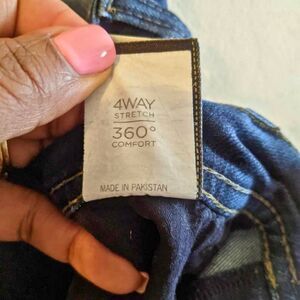 4WAY
STRETCH
360°
COMFORT
MADE IN PAKISTAN